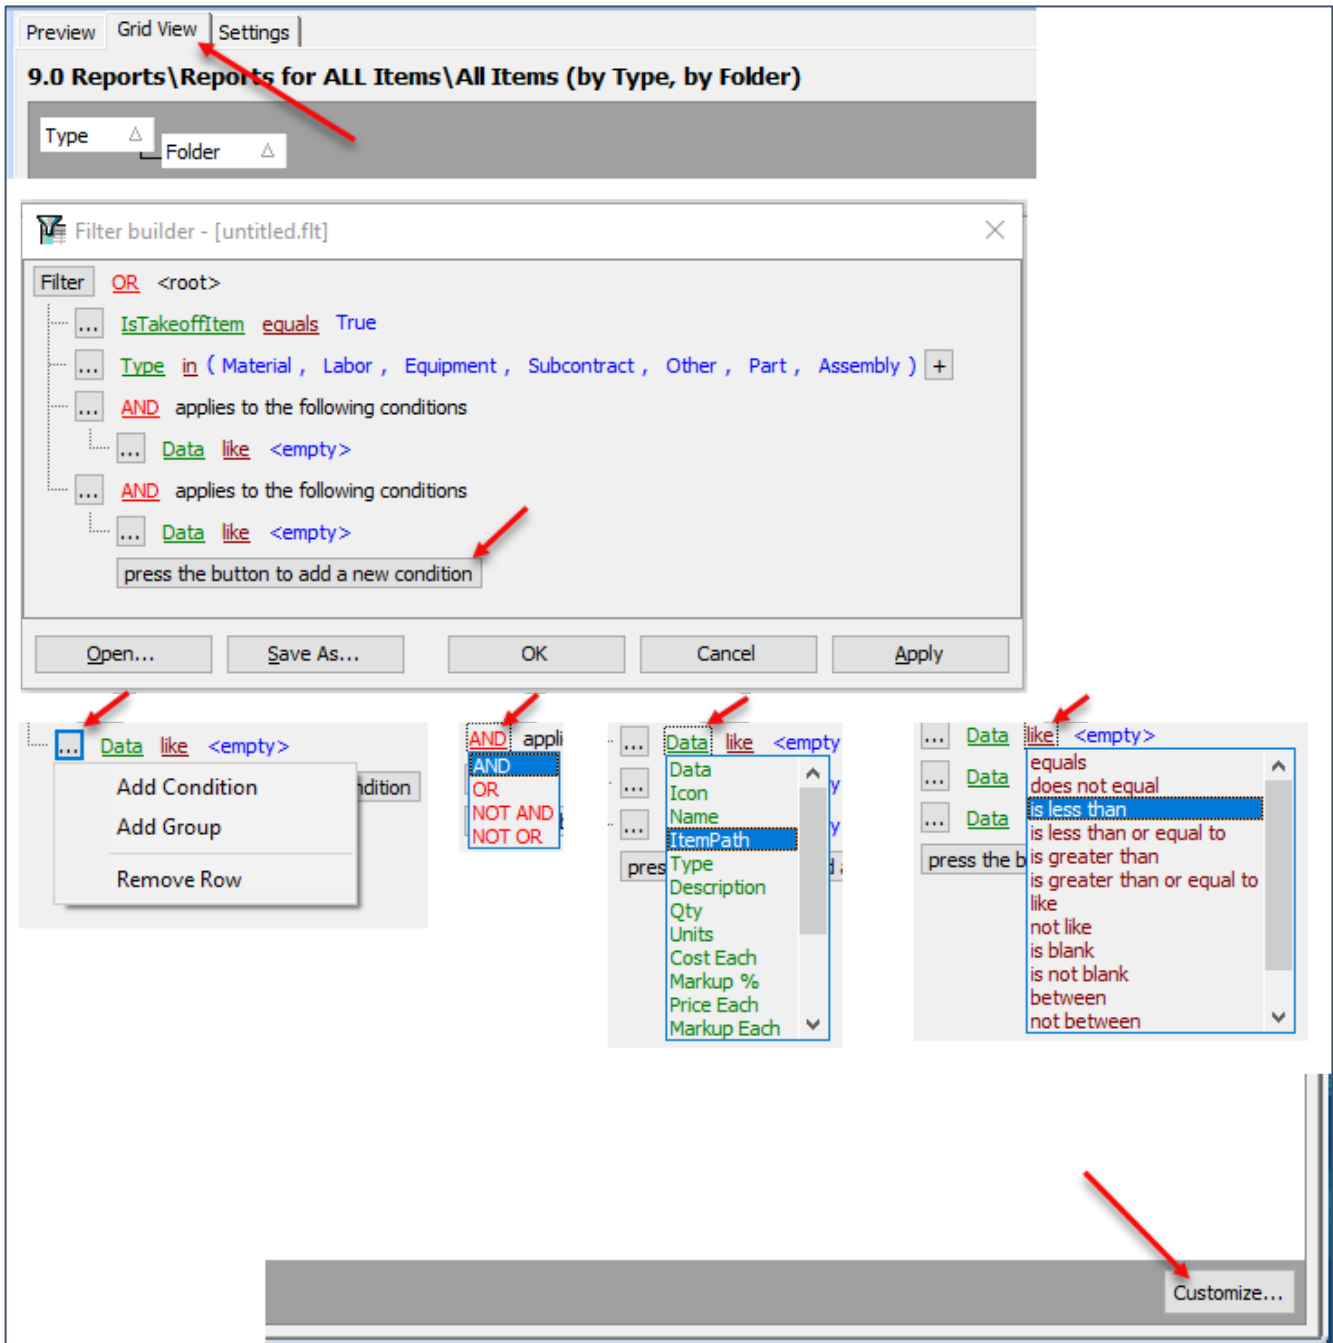 Preview Grid View Settings
9.0 Reports\Reports for ALL Items\All Items (by Type, by Folder)
Type
Folder
Filter builder - [untitled.flt]
Filter OR <root>
... IsTakeoffItem equals True
... Type in ( Material , Labor , Equipment , Subcontract , Other , Part , Assembly ) +
... AND applies to the following conditions
... Data like <empty>
... AND applies to the following conditions
... Data like <empty>
press the button to add a new condition
Open... Save As... OK Cancel Apply
... Data like <empty>
Add Condition
ndition
Add Group
Remove Row
AND appli
AND
OR
NOT AND
NOT OR
... Data like <empty
Data
Icon
Name
ItemPath
Type
Description
Qty
Units
Cost Each
Markup %
Price Each
Markup Each
...
...
pres
... Data like <empty>
... Data
... Data
press the b
equals
does not equal
is less than
is less than or equal to
is greater than
is greater than or equal to
like
not like
is blank
is not blank
between
not between
Customize...